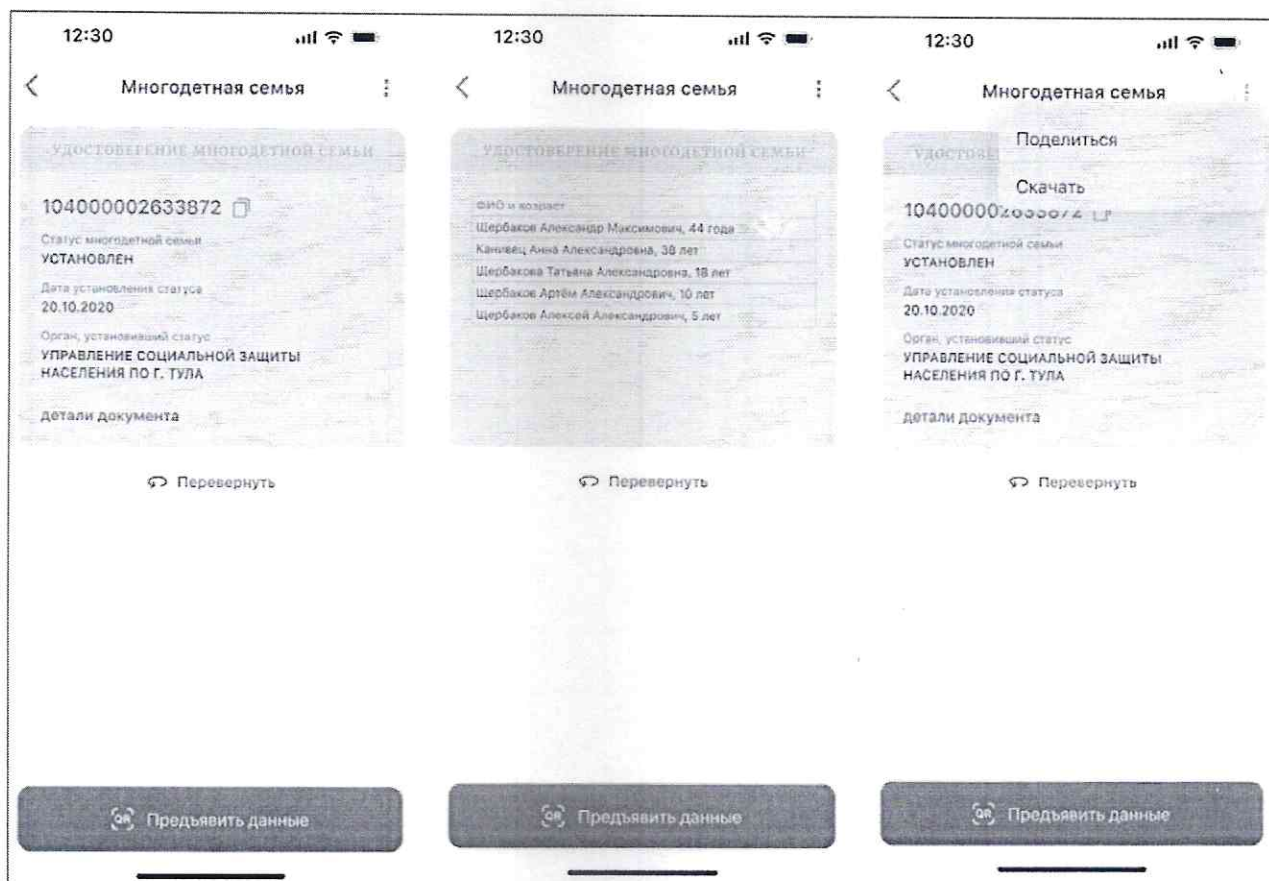 12:30
Многодетная семья
УДОСТОВЕРЕНИЕ МНОГОДЕТНОЙ СЕМЬИ
104000002633872
Статус многодетной семьи
УСТАНОВЛЕН
Дата установления статуса
20.10.2020
Орган, установивший статус
УПРАВЛЕНИЕ СОЦИАЛЬНОЙ ЗАЩИТЫ
НАСЕЛЕНИЯ ПО Г. ТУЛА
детали документа
Перевернуть
QR Предъявить данные
12:30
Многодетная семья
УДОСТОВЕРЕНИЕ МНОГОДЕТНОЙ СЕМЬИ
ФИО и возраст
Щербаков Александр Максимович, 44 года
Канивец Анна Александровна, 38 лет
Щербакова Татьяна Александровна, 18 лет
Щербаков Артём Александрович, 10 лет
Щербаков Алексей Александрович, 5 лет
Перевернуть
QR Предъявить данные
12:30
Многодетная семья
Поделиться
Скачать
Статус многодетной семьи
УСТАНОВЛЕН
Дата установления статуса
20.10.2020
Орган, установивший статус
УПРАВЛЕНИЕ СОЦИАЛЬНОЙ ЗАЩИТЫ
НАСЕЛЕНИЯ ПО Г. ТУЛА
детали документа
Перевернуть
QR Предъявить данные